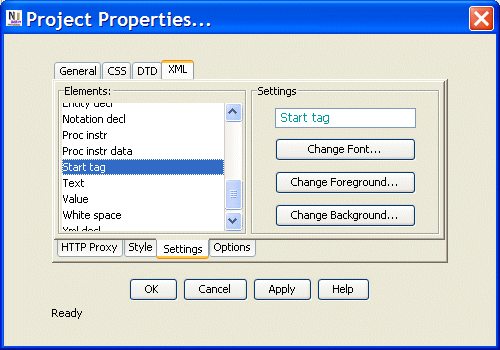 Project Properties...
General CSS DTD XML
Elements: Settings
Entity decl
Notation decl
Proc instr
Proc instr data
Start tag
Text
Value
White space
Xml decl
Start tag
Change Font...
Change Foreground...
Change Background...
HTTP Proxy Style Settings Options
OK Cancel Apply Help
Ready